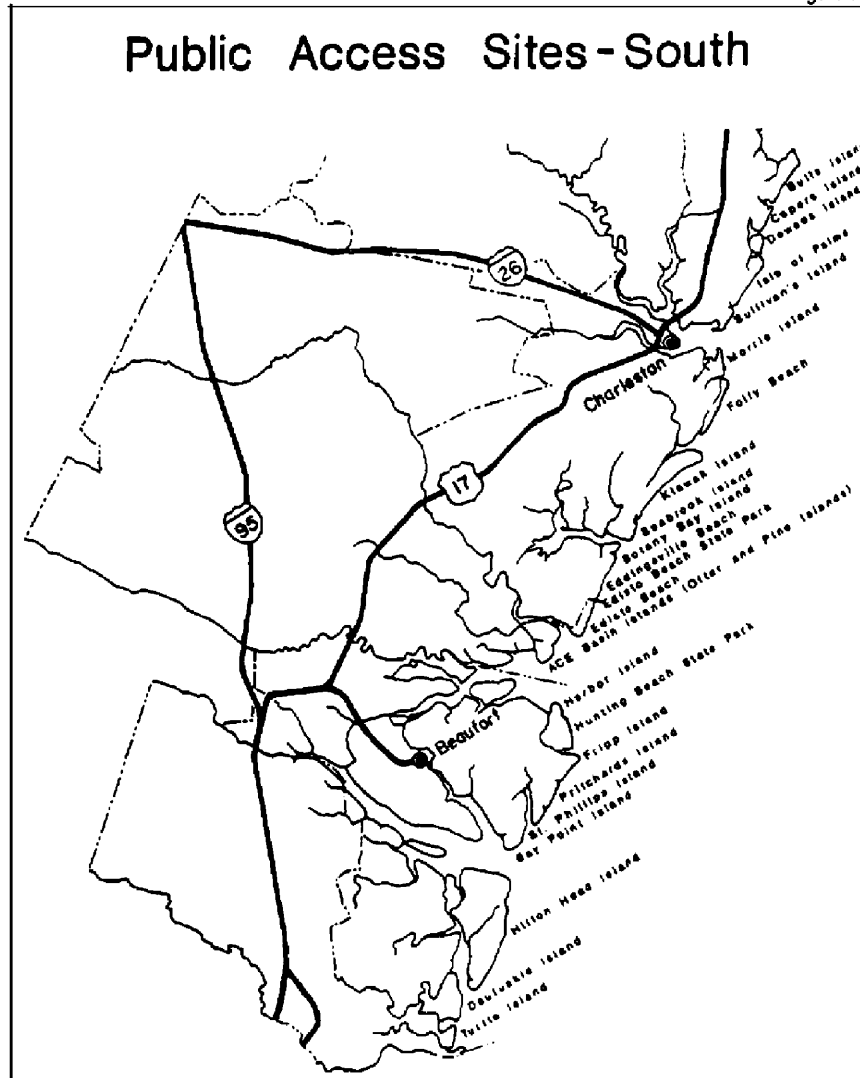 Public Access Sites-South
Bulls Island
Capers Island
Dewees Island
Isle of Palms
Sullivan's Island
26
Morris Island
Charleston
Folly Beach
Kiawah Island
17
Seabrook Island
Botany Bay Island
95
Eddingsville Beach
Edisto Beach State Park
Edisto Beach
ACE Basin Islands (Otter and Pine Islands)
Harbor Island
Hunting Beach State Park
Beaufort
Fripp Island
Pritchards Island
St. Phillips Island
Bay Point Island
Hilton Head Island
Daufuskie Island
Turtle Island